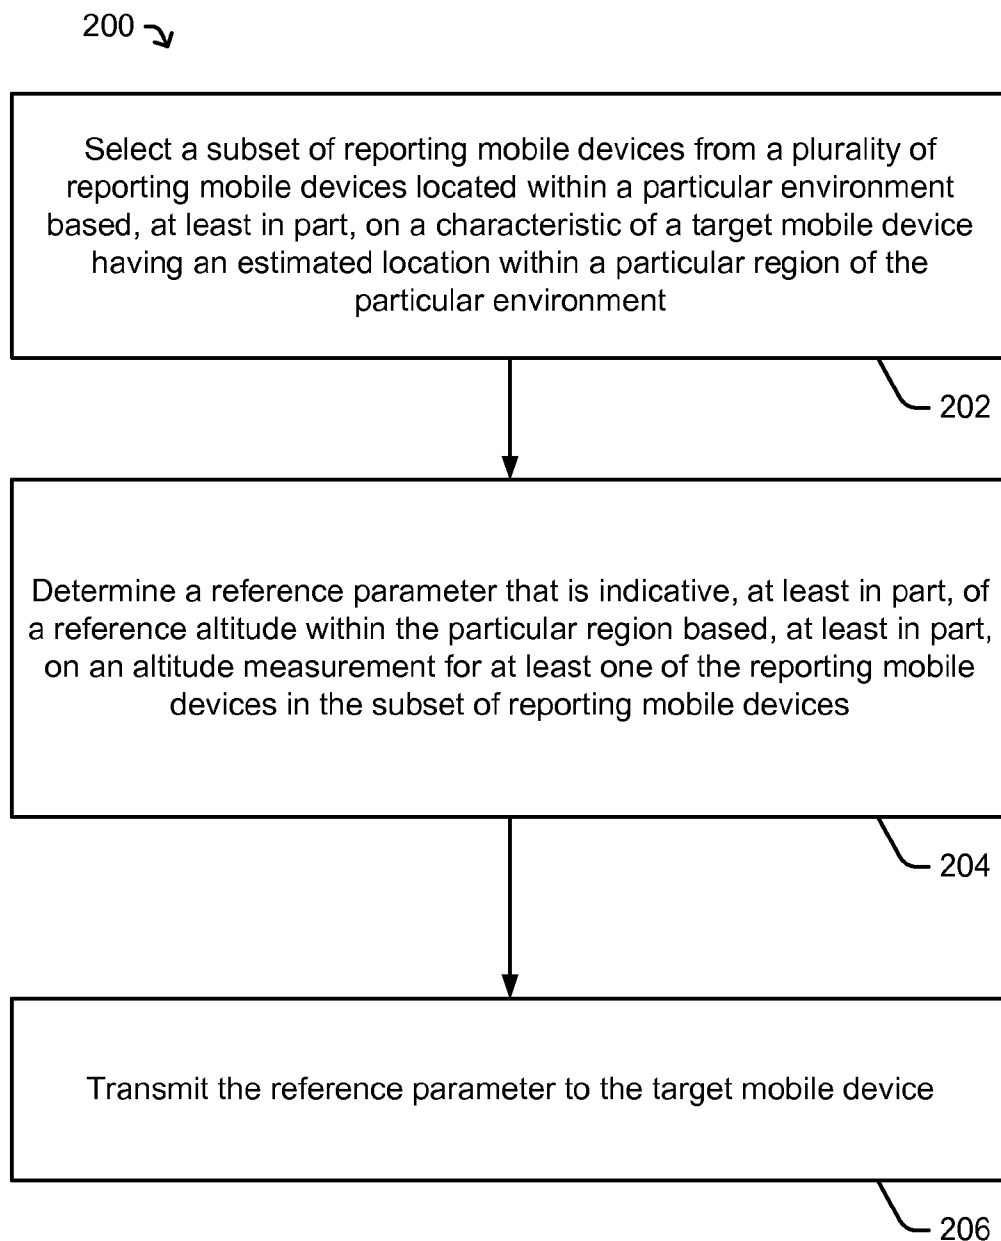 200
Select a subset of reporting mobile devices from a plurality of
reporting mobile devices located within a particular environment
based, at least in part, on a characteristic of a target mobile device
having an estimated location within a particular region of the
particular environment
202
Determine a reference parameter that is indicative, at least in part, of
a reference altitude within the particular region based, at least in part,
on an altitude measurement for at least one of the reporting mobile
devices in the subset of reporting mobile devices
204
Transmit the reference parameter to the target mobile device
206